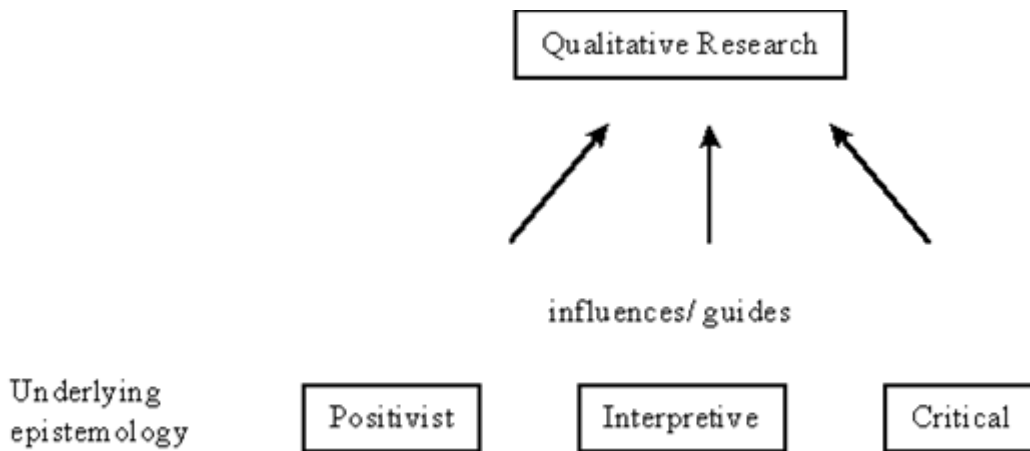 Qualitative Research
influences/ guides
Underlying
epistemology
Positivist
Interpretive
Critical